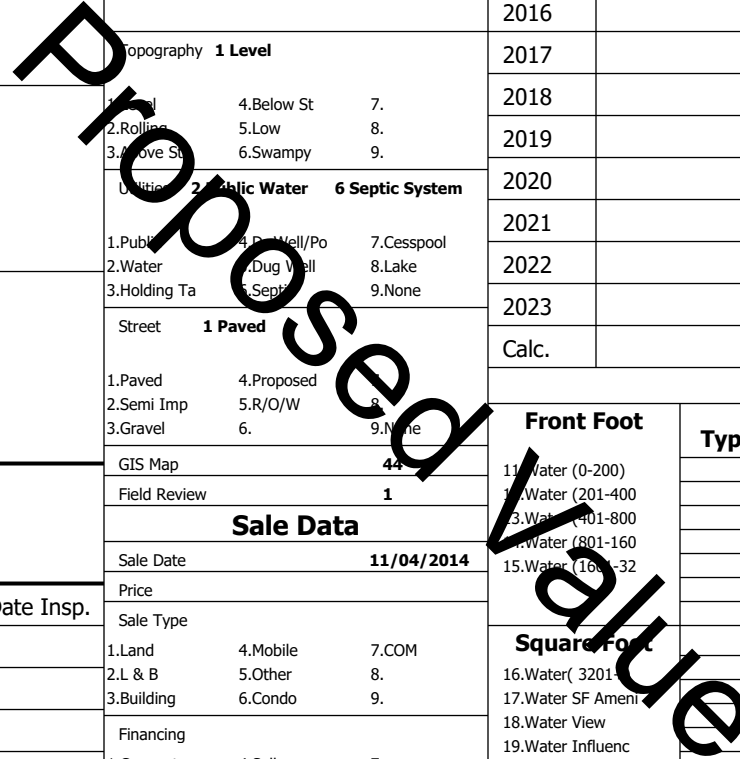 Topography 1 Level
1.Level 4.Below St 7.
2.Rolling 5.Low 8.
3.Above St 6.Swampy 9.
Utilities 2 Public Water 6 Septic System
1.Publi 4.Dr Well/Po 7.Cesspool
2.Water 5.Dug Well 8.Lake
3.Holding Ta 6.Septic 9.None
Street 1 Paved
1.Paved 4.Proposed 7.
2.Semi Imp 5.R/O/W 8.
3.Gravel 6. 9.None
GIS Map 44
Field Review 1
Sale Data
Sale Date 11/04/2014
Price
Sale Type
1.Land 4.Mobile 7.COM
2.L & B 5.Other 8.
3.Building 6.Condo 9.
Financing
Date Insp.
2016
2017
2018
2019
2020
2021
2022
2023
Calc.
Front Foot
Typ
11.Water (0-200)
12.Water (201-400
13.Water (401-800
14.Water (801-160
15.Water (1601-32
Square Foot
16.Water( 3201-
17.Water SF Ameni
18.Water View
19.Water Influenc
Proposed Value